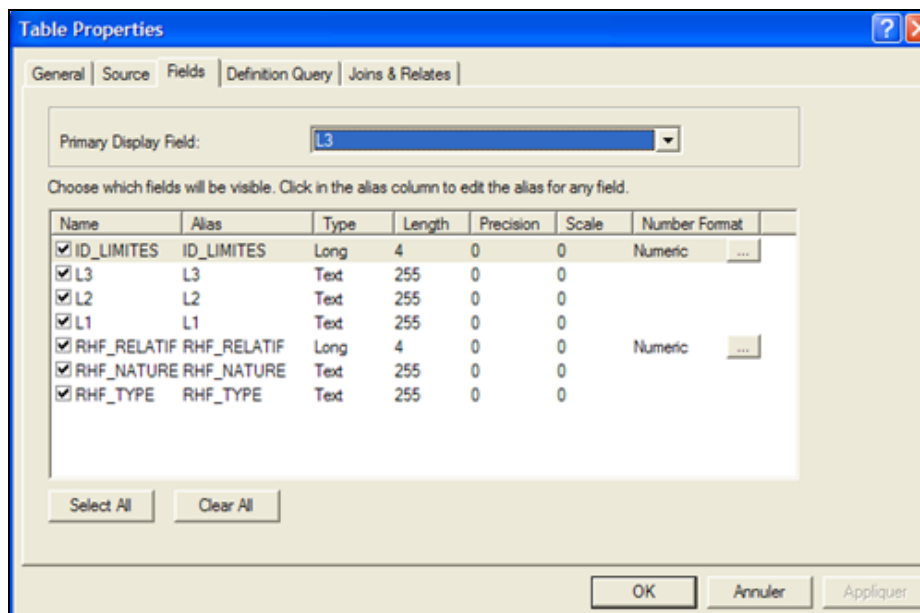 Table Properties
General Source Fields Definition Query Joins & Relates
Primary Display Field: L3
Choose which fields will be visible. Click in the alias column to edit the alias for any field.
Name Alias Type Length Precision Scale Number Format
ID_LIMITES ID_LIMITES Long 4 0 0 Numeric ...
L3 L3 Text 255 0 0
L2 L2 Text 255 0 0
L1 L1 Text 255 0 0
RHF_RELATIF RHF_RELATIF Long 4 0 0 Numeric ...
RHF_NATURE RHF_NATURE Text 255 0 0
RHF_TYPE RHF_TYPE Text 255 0 0
Select All Clear All
OK Annuler Appliquer